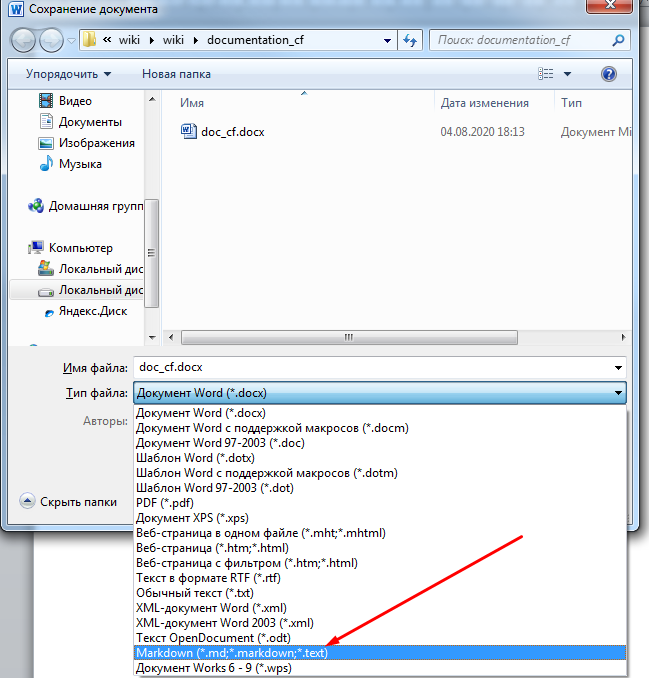 Сохранение документа
« wiki ▸ wiki ▸ documentation_cf
Поиск: documentation_cf
Упорядочить
Новая папка
Видео
Документы
Изображения
Музыка
Домашняя групп
Компьютер
Локальный дис
Локальный дис
Яндекс.Диск
Имя
Дата изменения
Тип
doc_cf.docx
04.08.2020 18:13
Документ Mi
Имя файла: doc_cf.docx
Тип файла: Документ Word (*.docx)
Авторы:
Документ Word (*.docx)
Документ Word с поддержкой макросов (*.docm)
Документ Word 97-2003 (*.doc)
Шаблон Word (*.dotx)
Шаблон Word с поддержкой макросов (*.dotm)
Шаблон Word 97-2003 (*.dot)
PDF (*.pdf)
Документ XPS (*.xps)
Веб-страница в одном файле (*.mht;*.mhtml)
Веб-страница (*.htm;*.html)
Веб-страница с фильтром (*.htm;*.html)
Текст в формате RTF (*.rtf)
Обычный текст (*.txt)
XML-документ Word (*.xml)
XML-документ Word 2003 (*.xml)
Текст OpenDocument (*.odt)
Markdown (*.md;*.markdown;*.text)
Документ Works 6 - 9 (*.wps)
Скрыть папки